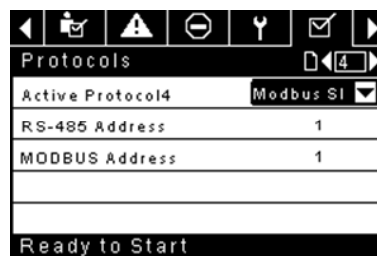 Protocols 4
Active Protocol4 Modbus Sl
RS-485 Address 1
MODBUS Address 1
Ready to Start